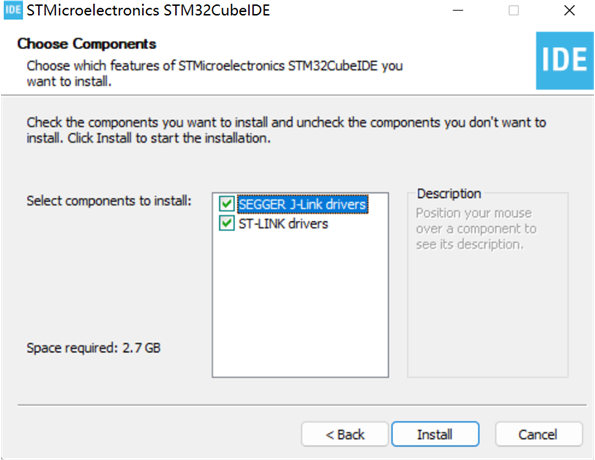 IDE STMicroelectronics STM32CubeIDE
Choose Components
Choose which features of STMicroelectronics STM32CubeIDE you
want to install.
IDE
Check the components you want to install and uncheck the components you don't want to
install. Click Install to start the installation.
Select components to install:
SEGGER J-Link drivers
ST-LINK drivers
Description
Position your mouse
over a component to
see its description.
Space required: 2.7 GB
< Back
Install
Cancel